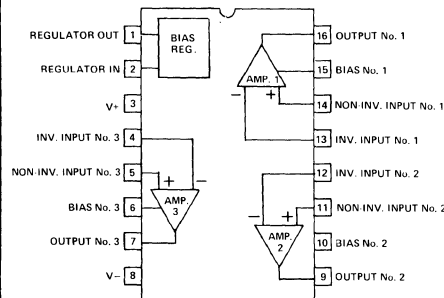 REGULATOR OUT 1
REGULATOR IN 2
V+ 3
INV. INPUT No. 3 4
NON-INV. INPUT No. 3 5
BIAS No. 3 6
OUTPUT No. 3 7
V– 8
BIAS
REG.
AMP. 1
– +
+ –
AMP.
3
– +
AMP.
2
16 OUTPUT No. 1
15 BIAS No. 1
14 NON-INV. INPUT No. 1
13 INV. INPUT No. 1
12 INV. INPUT No. 2
11 NON-INV. INPUT No. 2
10 BIAS No. 2
9 OUTPUT No. 2